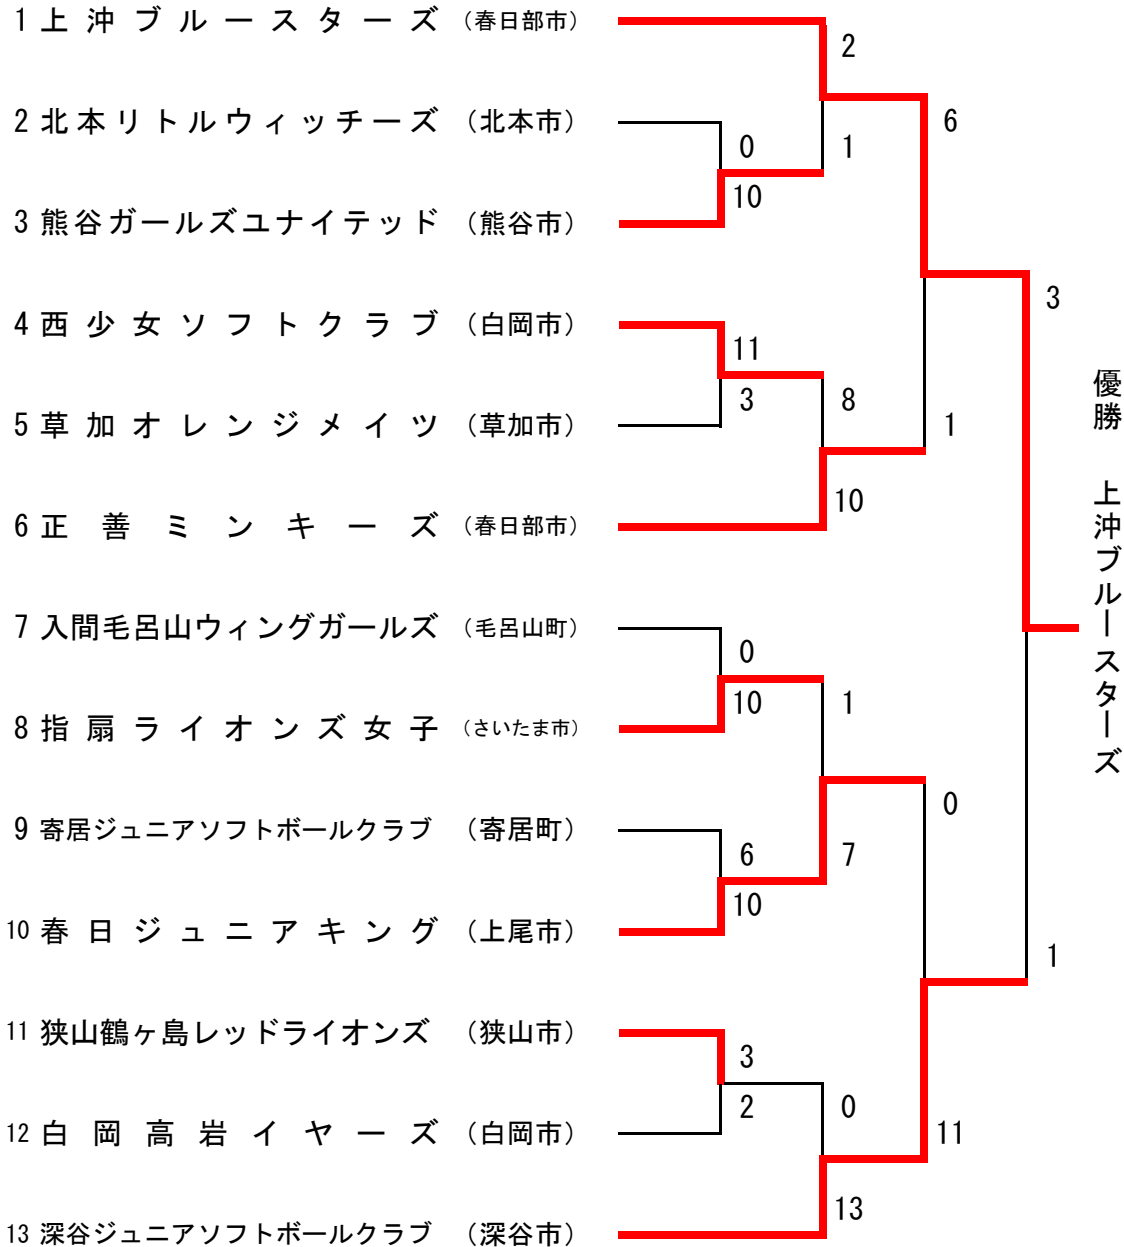 1 上沖ブルースターズ （春日部市）
2
6
2 北本リトルウィッチーズ （北本市）
0
1
10
3 熊谷ガールズユナイテッド （熊谷市）
3
4 西少女ソフトクラブ （白岡市）
11
3
8
1
5 草加オレンジメイツ （草加市）
10
6 正善ミンキーズ （春日部市）
優勝 上沖ブルースターズ
7 入間毛呂山ウィングガールズ （毛呂山町）
0
10
1
8 指扇ライオンズ女子 （さいたま市）
0
9 寄居ジュニアソフトボールクラブ （寄居町）
6
7
10
10 春日ジュニアキング （上尾市）
1
11 狭山鶴ヶ島レッドライオンズ （狭山市）
3
2
0
11
12 白岡高岩イヤーズ （白岡市）
13
13 深谷ジュニアソフトボールクラブ （深谷市）